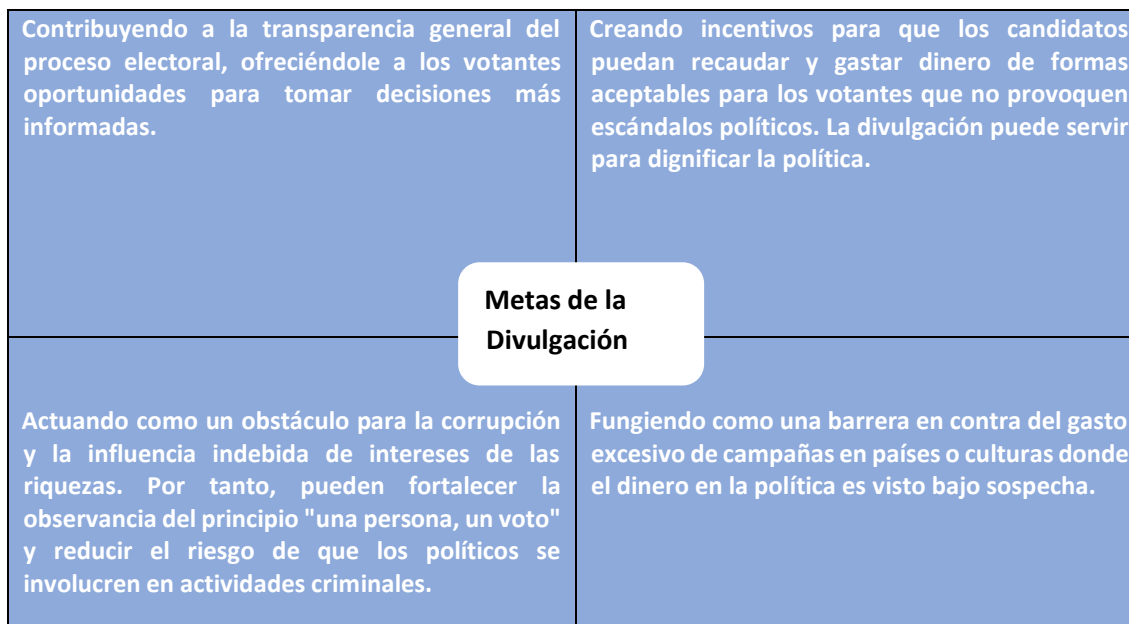 Contribuyendo a la transparencia general del
proceso electoral, ofreciéndole a los votantes
oportunidades para tomar decisiones más
informadas.
Creando incentivos para que los candidatos
puedan recaudar y gastar dinero de formas
aceptables para los votantes que no provoquen
escándalos políticos. La divulgación puede servir
para dignificar la política.
Metas de la
Divulgación
Actuando como un obstáculo para la corrupción
y la influencia indebida de intereses de las
riquezas. Por tanto, pueden fortalecer la
observancia del principio "una persona, un voto"
y reducir el riesgo de que los políticos se
involucren en actividades criminales.
Fungiendo como una barrera en contra del gasto
excesivo de campañas en países o culturas donde
el dinero en la política es visto bajo sospecha.